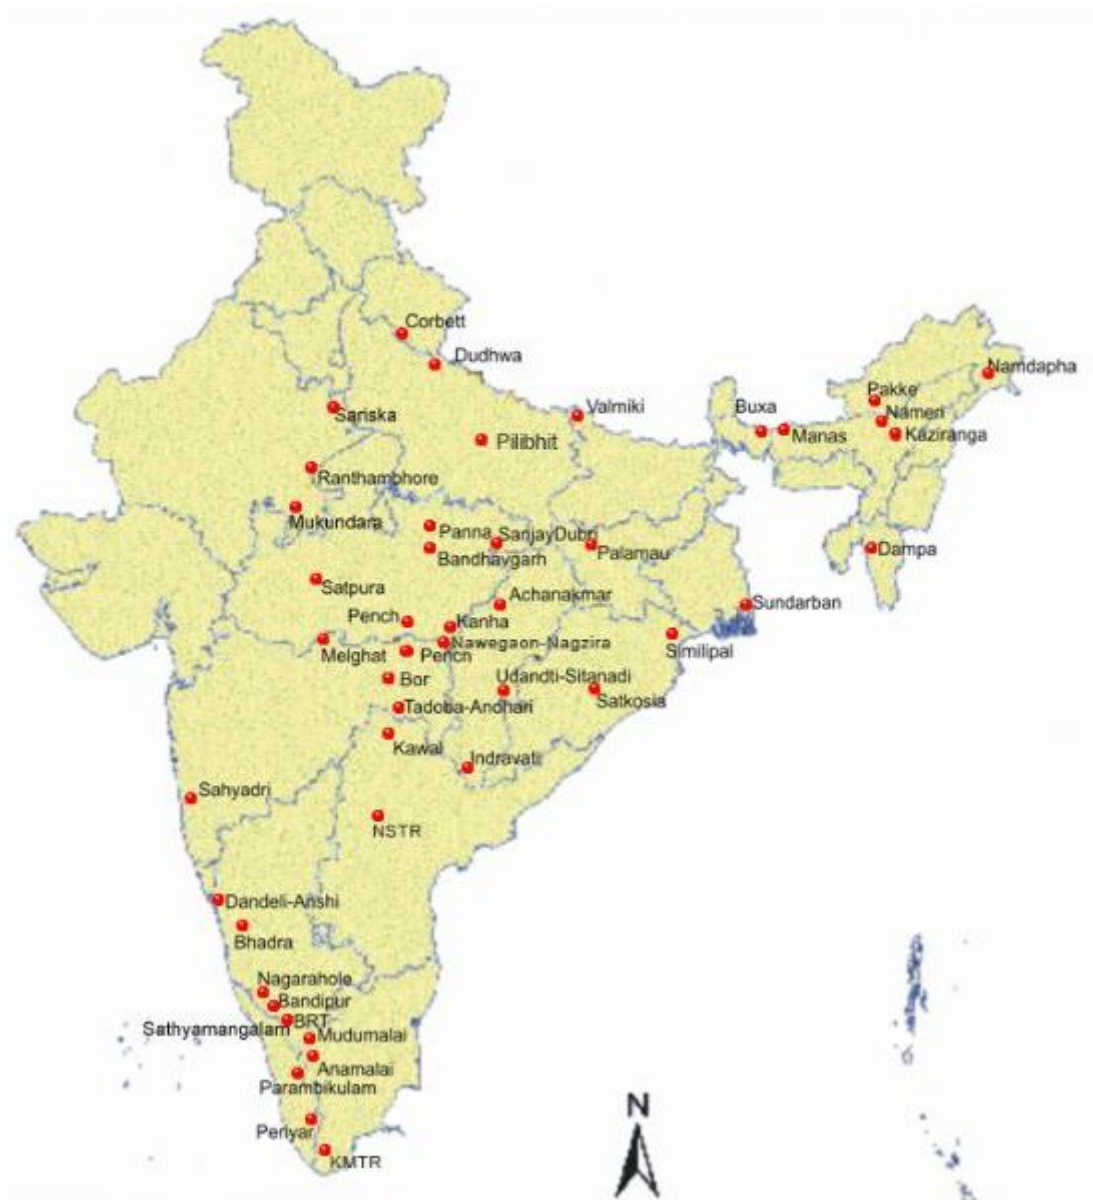 Corbett
Dudhwa
Namdapha
Pakke
Sariska
Valmiki
Buxa
Nameri
Manas
Kaziranga
Pilibhit
Ranthambhore
Mukundara
Panna
SanjayDubri
Bandhavgarh
Palamau
Dampa
Satpura
Achanakmar
Sundarban
Pench
Kanha
Nawegaon-Nagzira
Melghat
Pench
Similipal
Bor
Udandti-Sitanadi
Satkosia
Tadoba-Andhari
Kawal
Indravati
Sahyadri
NSTR
Dandeli-Anshi
Bhadra
Nagarahole
Bandipur
BRT
Sathyamangalam
Mudumalai
Anamalai
Parambikulam
N
Periyar
KMTR